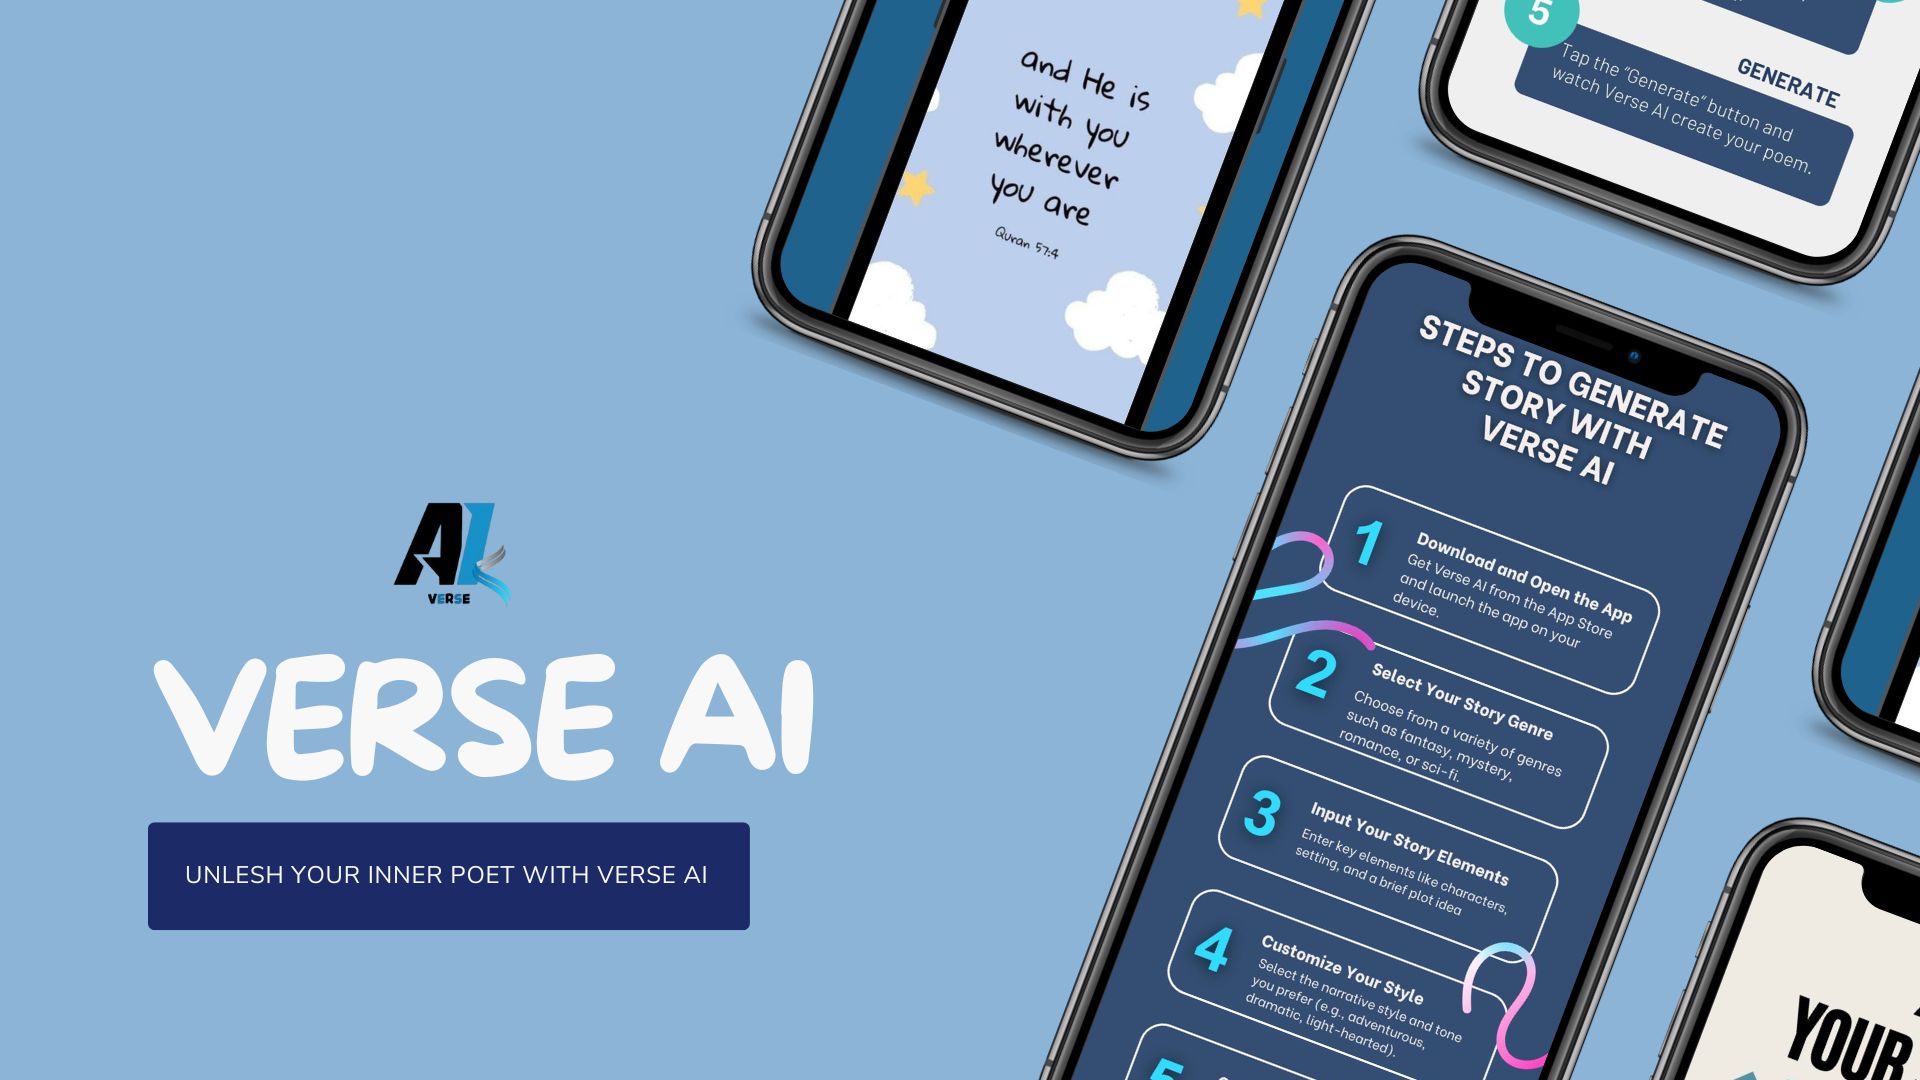 and He is
with you
wherever
you are
Quran 57:4
5
GENERATE
Tap the "Generate" button and
watch Verse AI create your poem.
STEPS TO GENERATE
STORY WITH
VERSE AI
1
Download and Open the App
Get Verse AI from the App Store
and launch the app on your
device.
2
Select Your Story Genre
Choose from a variety of genres
such as fantasy, mystery,
romance, or sci-fi.
3
Input Your Story Elements
Enter key elements like characters,
setting, and a brief plot idea
4
Customize Your Style
Select the narrative style and tone
you prefer (e.g., adventurous,
dramatic, light-hearted).
5
YOUR
AI
VERSE
VERSE AI
UNLESH YOUR INNER POET WITH VERSE AI